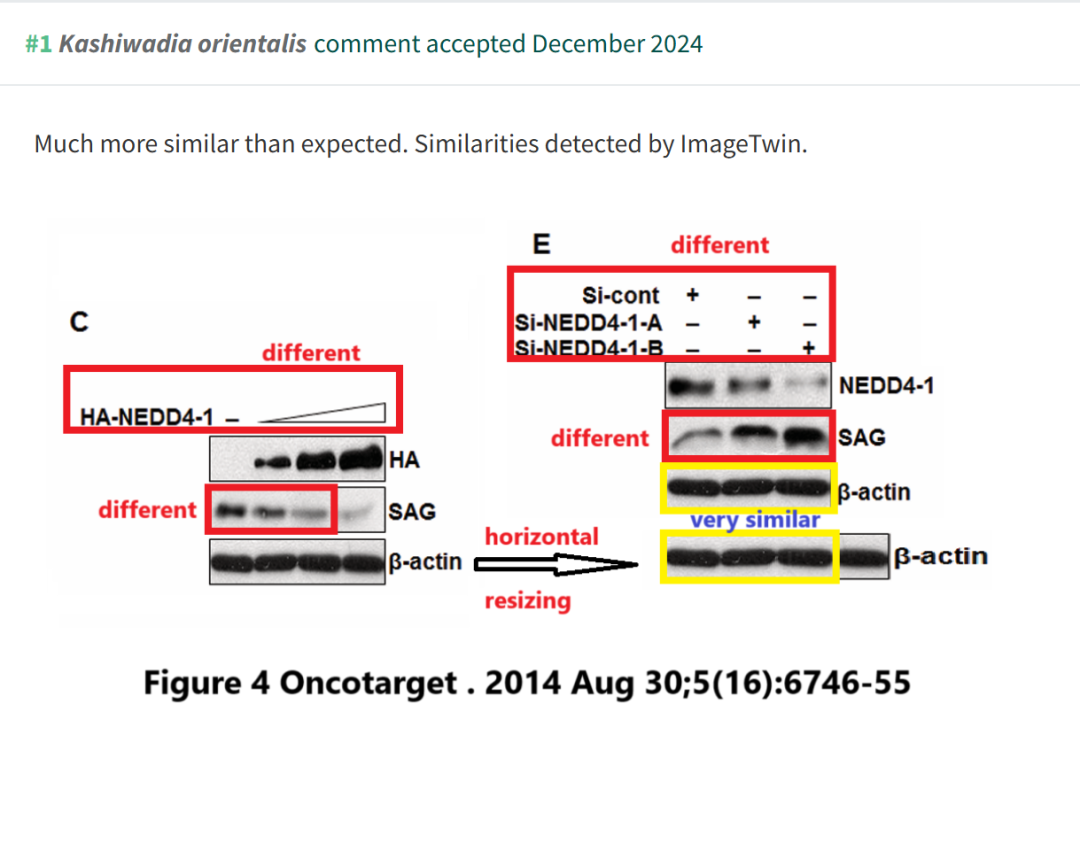 #1 Kashiwadia orientalis comment accepted December 2024
Much more similar than expected. Similarities detected by ImageTwin.
C
different
HA-NEDD4-1 –
HA
different
SAG
β-actin
E
different
Si-cont + – –
Si-NEDD4-1-A – + –
Si-NEDD4-1-B – – +
NEDD4-1
different
SAG
β-actin
very similar
horizontal
resizing
β-actin
Figure 4 Oncotarget . 2014 Aug 30;5(16):6746-55